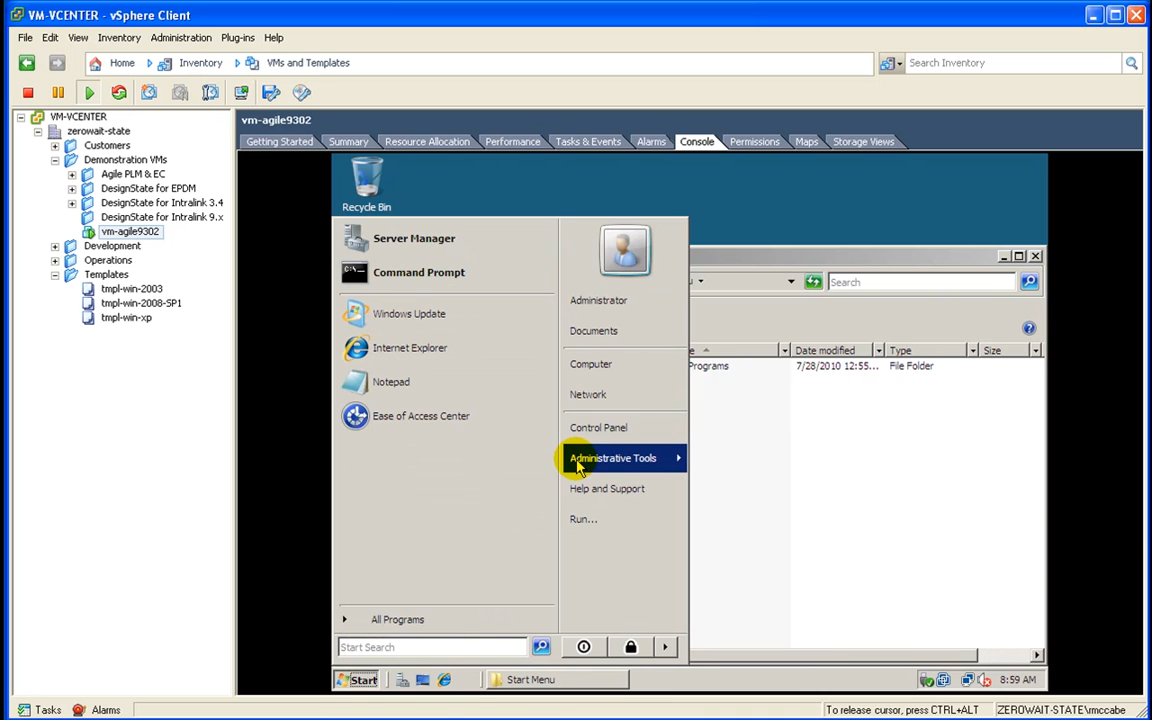 VM-VCENTER - vSphere Client
File Edit View Inventory Administration Plug-ins Help
Home Inventory VMs and Templates Search Inventory
VM-VCENTER
zerowait-state
Customers
Demonstration VMs
Agile PLM & EC
DesignState for EPDM
DesignState for Intralink 3.4
DesignState for Intralink 9.x
vm-agile9302
Development
Operations
Templates
tmpl-win-2003
tmpl-win-2008-SP1
tmpl-win-xp
vm-agile9302
Getting Started Summary Resource Allocation Performance Tasks & Events Alarms Console Permissions Maps Storage Views
Recycle Bin
Server Manager
Command Prompt
Windows Update
Internet Explorer
Notepad
Ease of Access Center
All Programs
Start Search
Administrator
Documents
Computer
Network
Control Panel
Administrative Tools
Help and Support
Run...
Search
Date modified Type Size
Programs 7/28/2010 12:55... File Folder
Start Start Menu 8:59 AM
Tasks Alarms To release cursor, press CTRL+ALT ZEROWAIT-STATE\mccabe